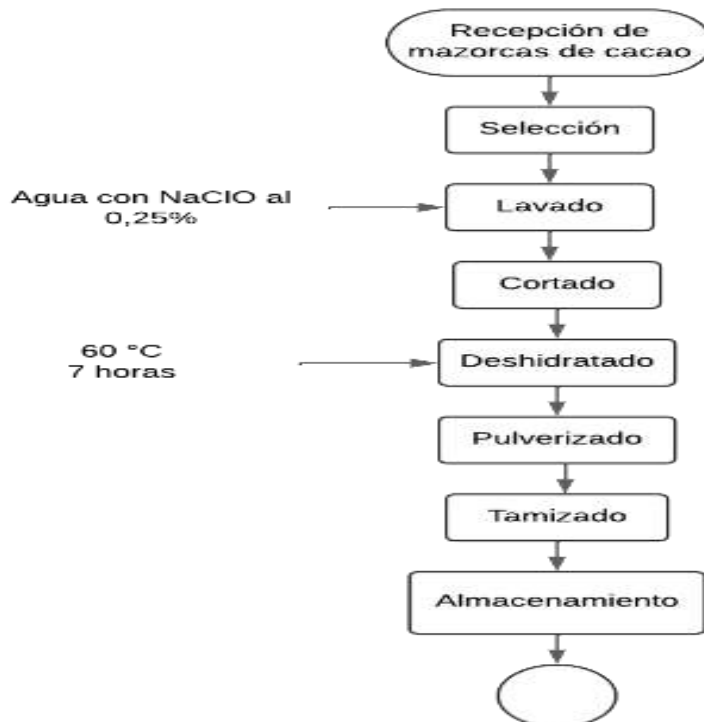 Recepción de
mazorcas de cacao
Selección
Agua con NaClO al
0,25%
Lavado
Cortado
60 °C
7 horas
Deshidratado
Pulverizado
Tamizado
Almacenamiento